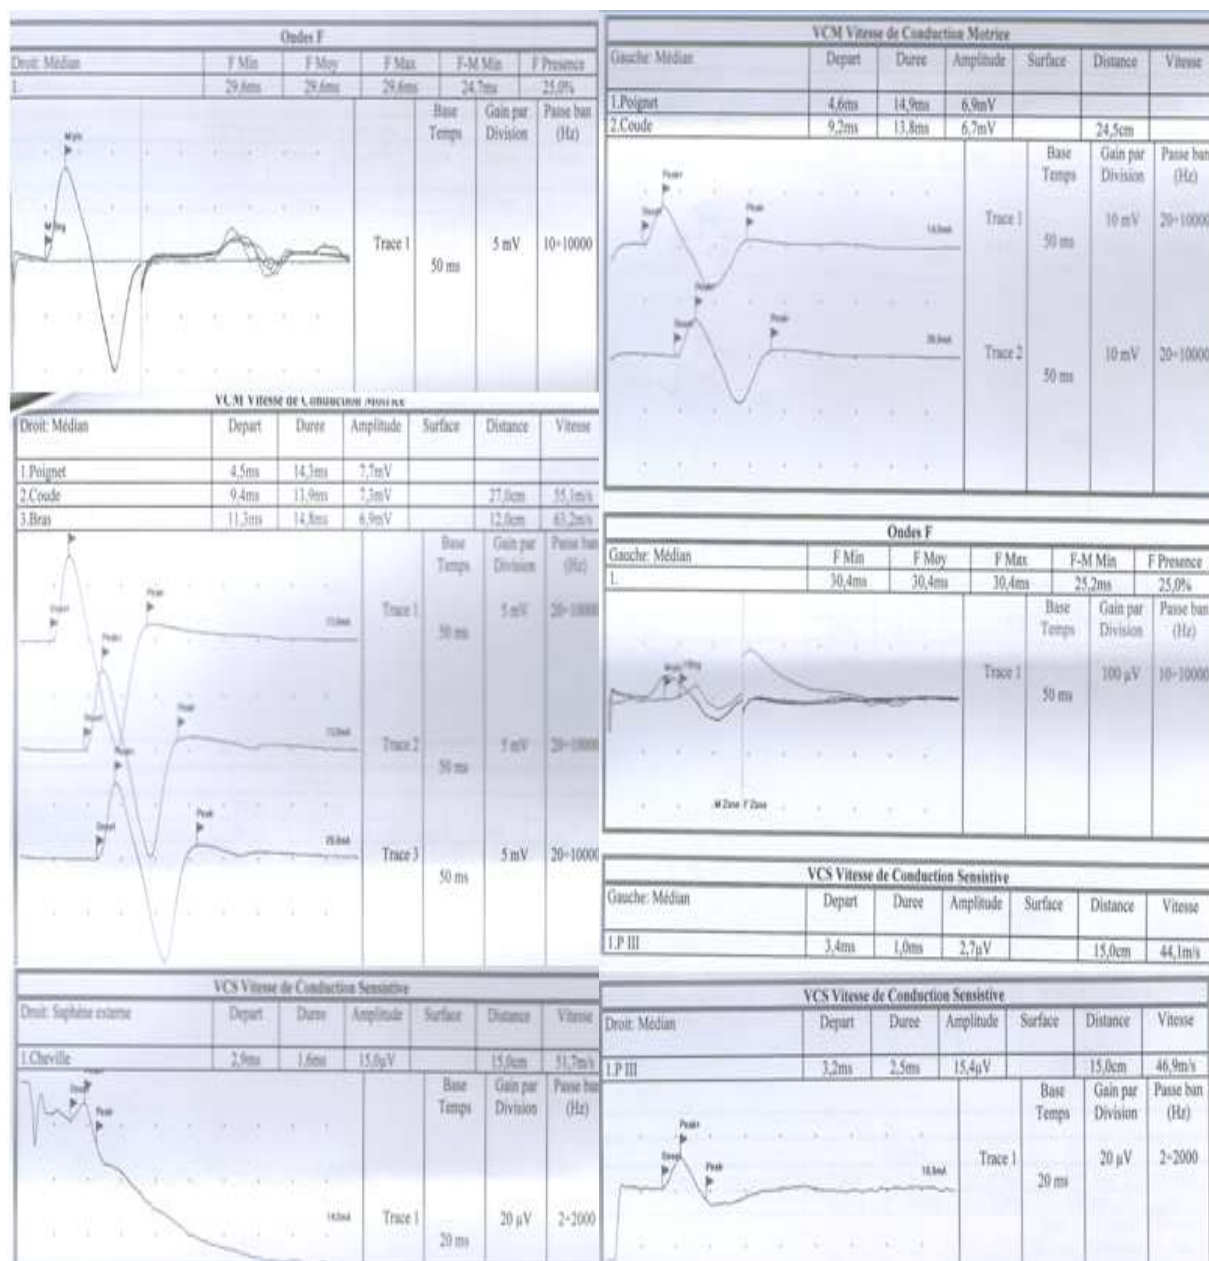 Ondes F
Droit: Médian F Min F Moy F Max F-M Min F Presence
1. 29,6ms 29,6ms 29,6ms 24,7ms 25,0%
Base Temps Gain par Division Passe ban (Hz)
Trace 1 50 ms 5 mV 10÷10000
VCM Vitesse de Conduction Motrice
Droit: Médian Depart Duree Amplitude Surface Distance Vitesse
1.Poignet 4,5ms 14,3ms 7,7mV
2.Coude 9,4ms 13,9ms 7,3mV 27,0cm 55,1m/s
3.Bras 11,3ms 14,8ms 6,9mV 12,0cm 63,2m/s
Base Temps Gain par Division Passe ban (Hz)
Peak
Trace 1 50 ms 5 mV 20÷10000
Peak
Trace 2 50 ms 5 mV 20÷10000
Peak
Trace 3 50 ms 5 mV 20÷10000
VCS Vitesse de Conduction Sensistive
Droit: Saphène externe Depart Duree Amplitude Surface Distance Vitesse
1.Cheville 2,9ms 1,6ms 15,0µV 15,0cm 51,7m/s
Base Temps Gain par Division Passe ban (Hz)
Peak
Trace 1 20 ms 20 µV 2÷2000
VCM Vitesse de Conduction Motrice
Gauche: Médian Depart Duree Amplitude Surface Distance Vitesse
1.Poignet 4,6ms 14,9ms 6,9mV
2.Coude 9,2ms 13,8ms 6,7mV 24,5cm
Base Temps Gain par Division Passe ban (Hz)
Peak
Trace 1 50 ms 10 mV 20÷10000
Peak
Trace 2 50 ms 10 mV 20÷10000
Ondes F
Gauche: Médian F Min F Moy F Max F-M Min F Presence
1. 30,4ms 30,4ms 30,4ms 25,2ms 25,0%
Base Temps Gain par Division Passe ban (Hz)
Trace 1 50 ms 100 µV 10÷10000
M Zone F Zone
VCS Vitesse de Conduction Sensistive
Gauche: Médian Depart Duree Amplitude Surface Distance Vitesse
1.P III 3,4ms 1,0ms 2,7µV 15,0cm 44,1m/s
VCS Vitesse de Conduction Sensistive
Droit: Médian Depart Duree Amplitude Surface Distance Vitesse
1.P III 3,2ms 2,5ms 15,4µV 15,0cm 46,9m/s
Base Temps Gain par Division Passe ban (Hz)
Peak
Trace 1 20 ms 20 µV 2÷2000